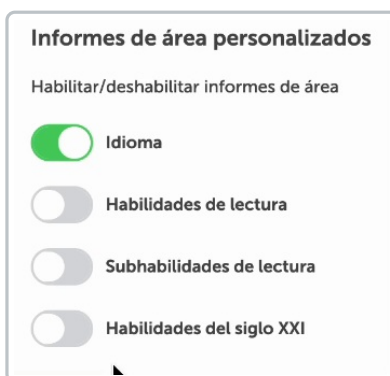 Informes de área personalizados
Habilitar/deshabilitar informes de área
Idioma
Habilidades de lectura
Subhabilidades de lectura
Habilidades del siglo XXI